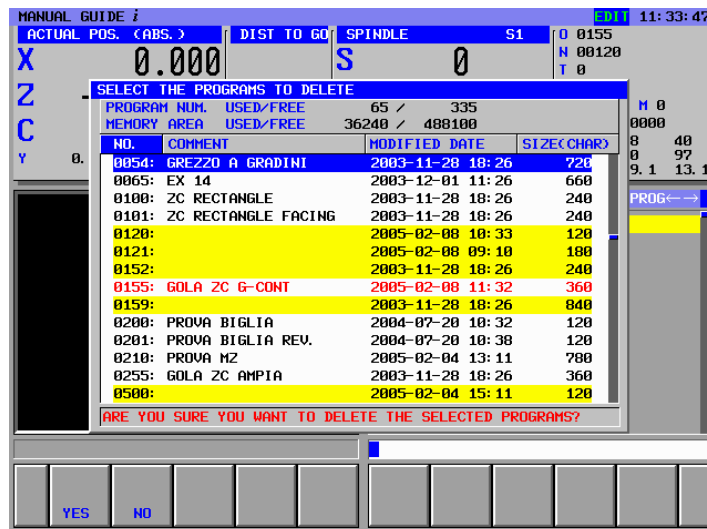 MANUAL GUIDE i EDIT 11:33:47
ACTUAL POS. (ABS.) DIST TO GO SPINDLE S1 O 0155
N 00120
X 0.000 S 0 T 0
Z M 0
C 0000
8 40
Y 0. 0 97
9.1 13.1
SELECT THE PROGRAMS TO DELETE
PROGRAM NUM. USED/FREE 65 / 335
MEMORY AREA USED/FREE 36240 / 488100
NO. COMMENT MODIFIED DATE SIZE(CHAR)
PROG←→
0054: GREZZO A GRADINI 2003-11-28 18:26 720
0065: EX 14 2003-12-01 11:26 660
0100: ZC RECTANGLE 2003-11-28 18:26 240
0101: ZC RECTANGLE FACING 2003-11-28 18:26 240
0120: 2005-02-08 10:33 120
0121: 2005-02-08 09:10 180
0152: 2003-11-28 18:26 240
0155: GOLA ZC G-CONT 2005-02-08 11:32 360
0159: 2003-11-28 18:26 840
0200: PROVA BIGLIA 2004-07-20 10:32 120
0201: PROVA BIGLIA REV. 2004-07-20 10:38 120
0210: PROVA MZ 2005-02-04 13:11 780
0255: GOLA ZC AMPIA 2003-11-28 18:26 360
0500: 2005-02-04 15:11 120
ARE YOU SURE YOU WANT TO DELETE THE SELECTED PROGRAMS?
YES NO